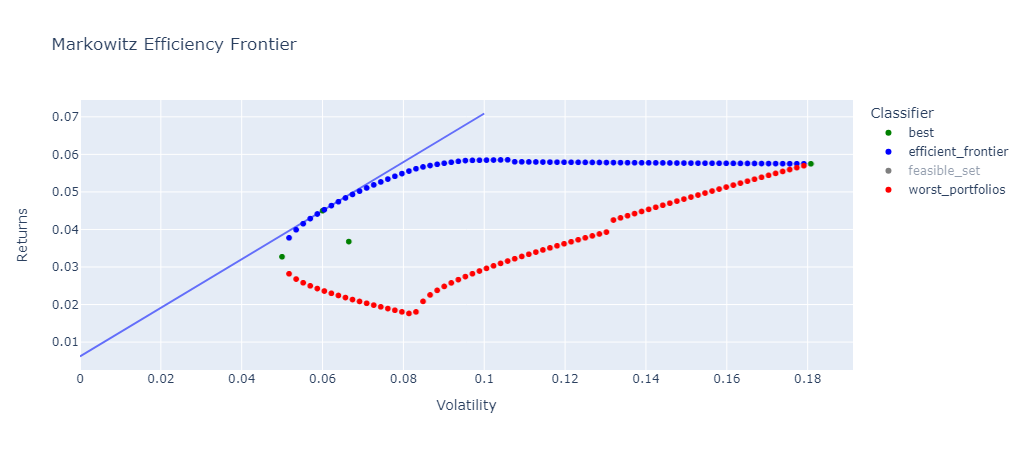 Markowitz Efficiency Frontier
Classifier
best
efficient_frontier
feasible_set
worst_portfolios
Returns
0.07
0.06
0.05
0.04
0.03
0.02
0.01
0 0.02 0.04 0.06 0.08 0.1 0.12 0.14 0.16 0.18
Volatility